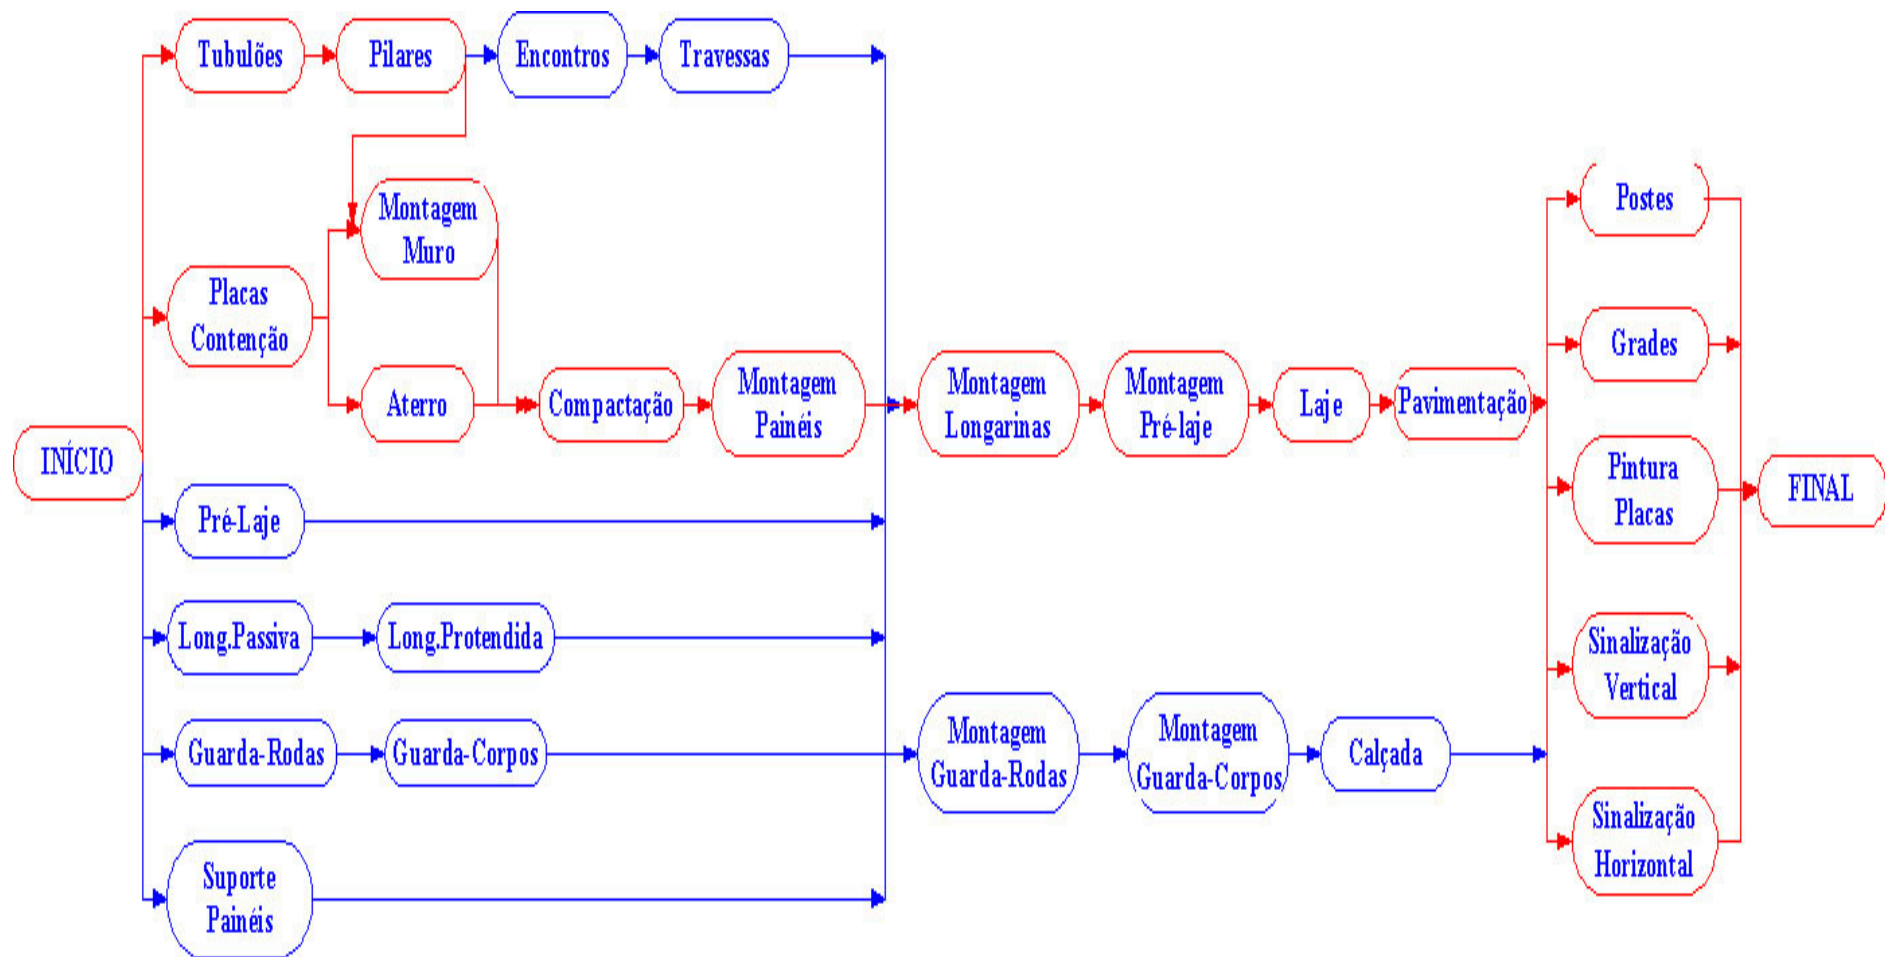 Tubulões
Pilares
Encontros
Travessas
Montagem
Muro
Postes
Placas
Contenção
Grades
Aterro
Compactação
Montagem
Painéis
Montagem
Longarinas
Montagem
Pré-laje
Laje
Pavimentação
INÍCIO
Pintura
Placas
FINAL
Pré-Laje
Long.Passiva
Long.Protendida
Sinalização
Vertical
Guarda-Rodas
Guarda-Corpos
Montagem
Guarda-Rodas
Montagem
Guarda-Corpos
Calçada
Sinalização
Horizontal
Suporte
Painéis